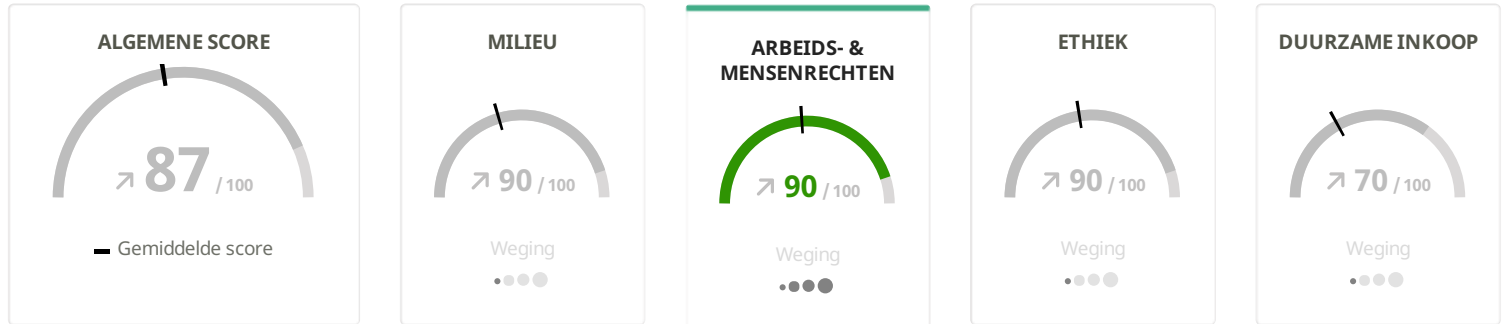 ALGEMENE SCORE
87 / 100
Gemiddelde score
MILIEU
90 / 100
Weging
ARBEIDS- &
MENSENRECHTEN
90 / 100
Weging
ETHIEK
90 / 100
Weging
DUURZAME INKOOP
70 / 100
Weging